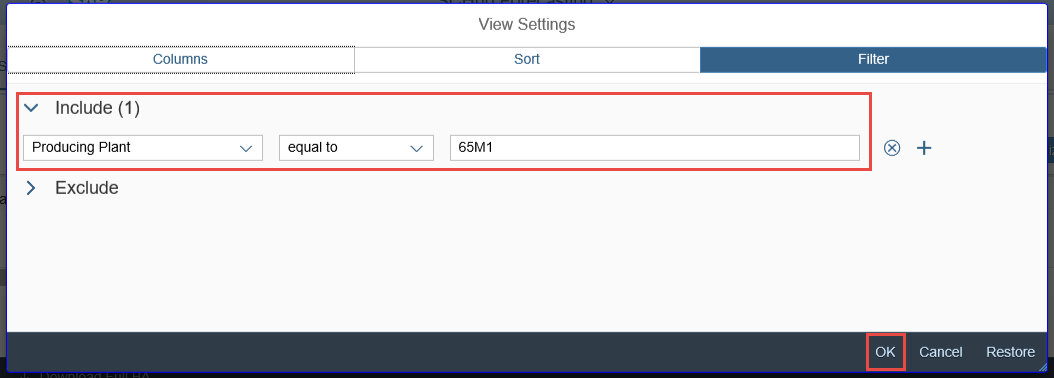 View Settings
Columns Sort Filter
Include (1)
Producing Plant equal to 65M1
Exclude
OK Cancel Restore